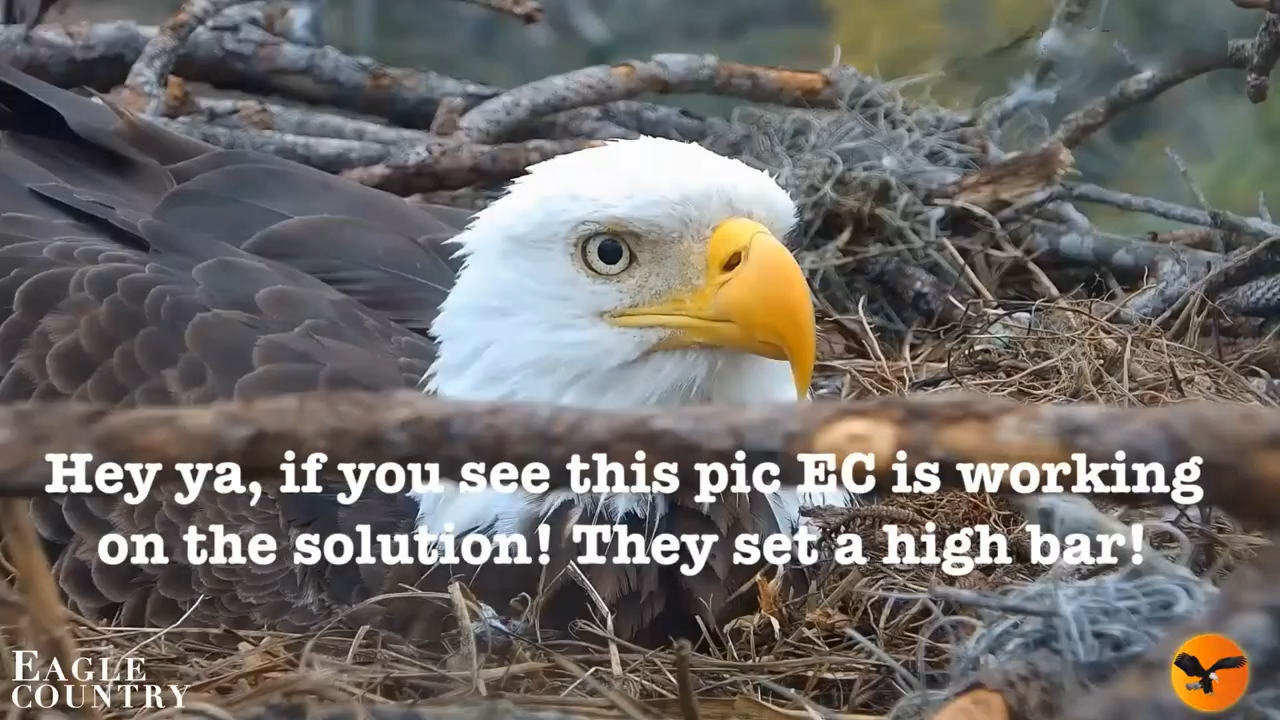 Hey ya, if you see this pic EC is working
on the solution! They set a high bar!
EAGLE
COUNTRY